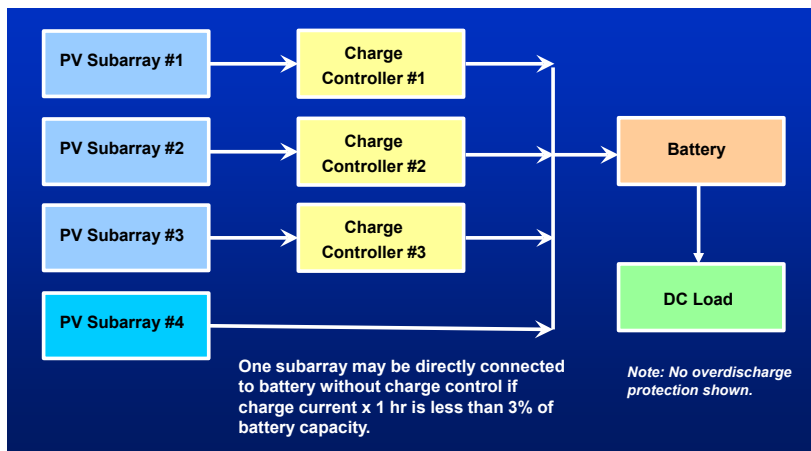 PV Subarray #1
Charge
Controller #1
PV Subarray #2
Charge
Controller #2
Battery
PV Subarray #3
Charge
Controller #3
PV Subarray #4
DC Load
One subarray may be directly connected
to battery without charge control if
charge current x 1 hr is less than 3% of
battery capacity.
Note: No overdischarge
protection shown.